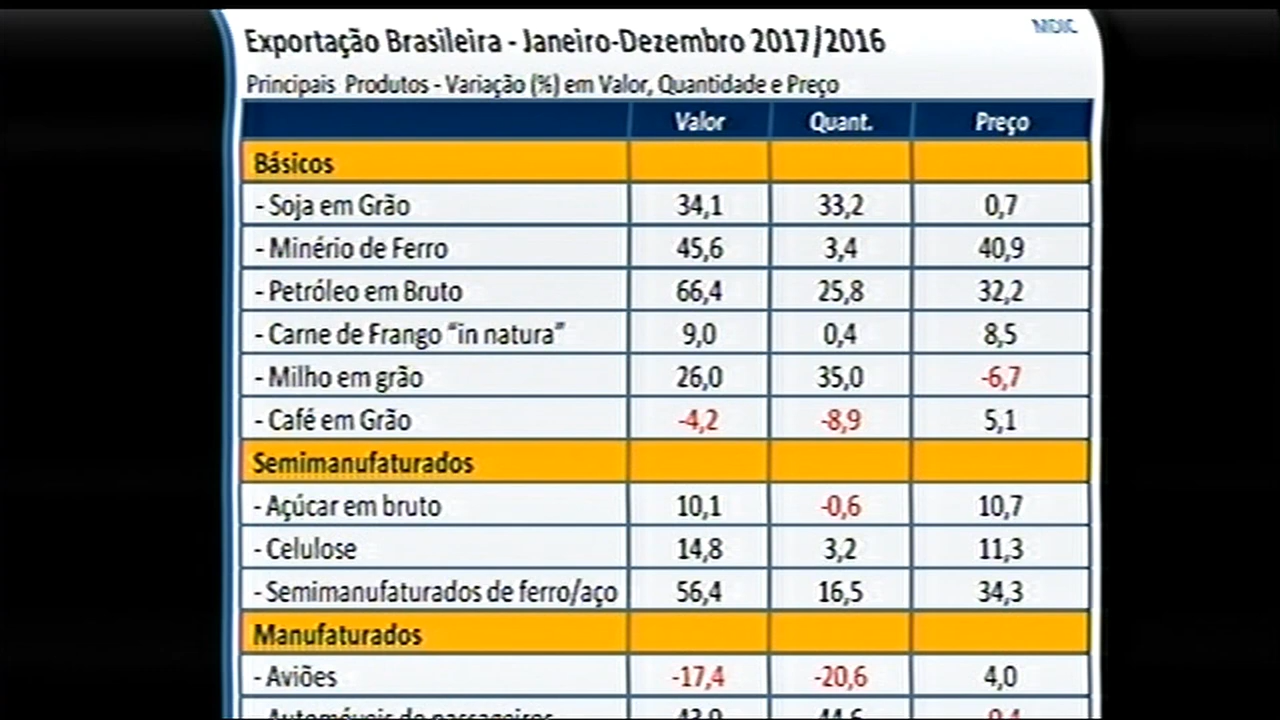 MDIC
Exportação Brasileira - Janeiro-Dezembro 2017/2016
Principais Produtos - Variação (%) em Valor, Quantidade e Preço
Valor Quant. Preço
Básicos
- Soja em Grão 34,1 33,2 0,7
- Minério de Ferro 45,6 3,4 40,9
- Petróleo em Bruto 66,4 25,8 32,2
- Carne de Frango “in natura” 9,0 0,4 8,5
- Milho em grão 26,0 35,0 -6,7
- Café em Grão -4,2 -8,9 5,1
Semimanufaturados
- Açúcar em bruto 10,1 -0,6 10,7
- Celulose 14,8 3,2 11,3
- Semimanufaturados de ferro/aço 56,4 16,5 34,3
Manufaturados
- Aviões -17,4 -20,6 4,0
- Automóveis de passageiros